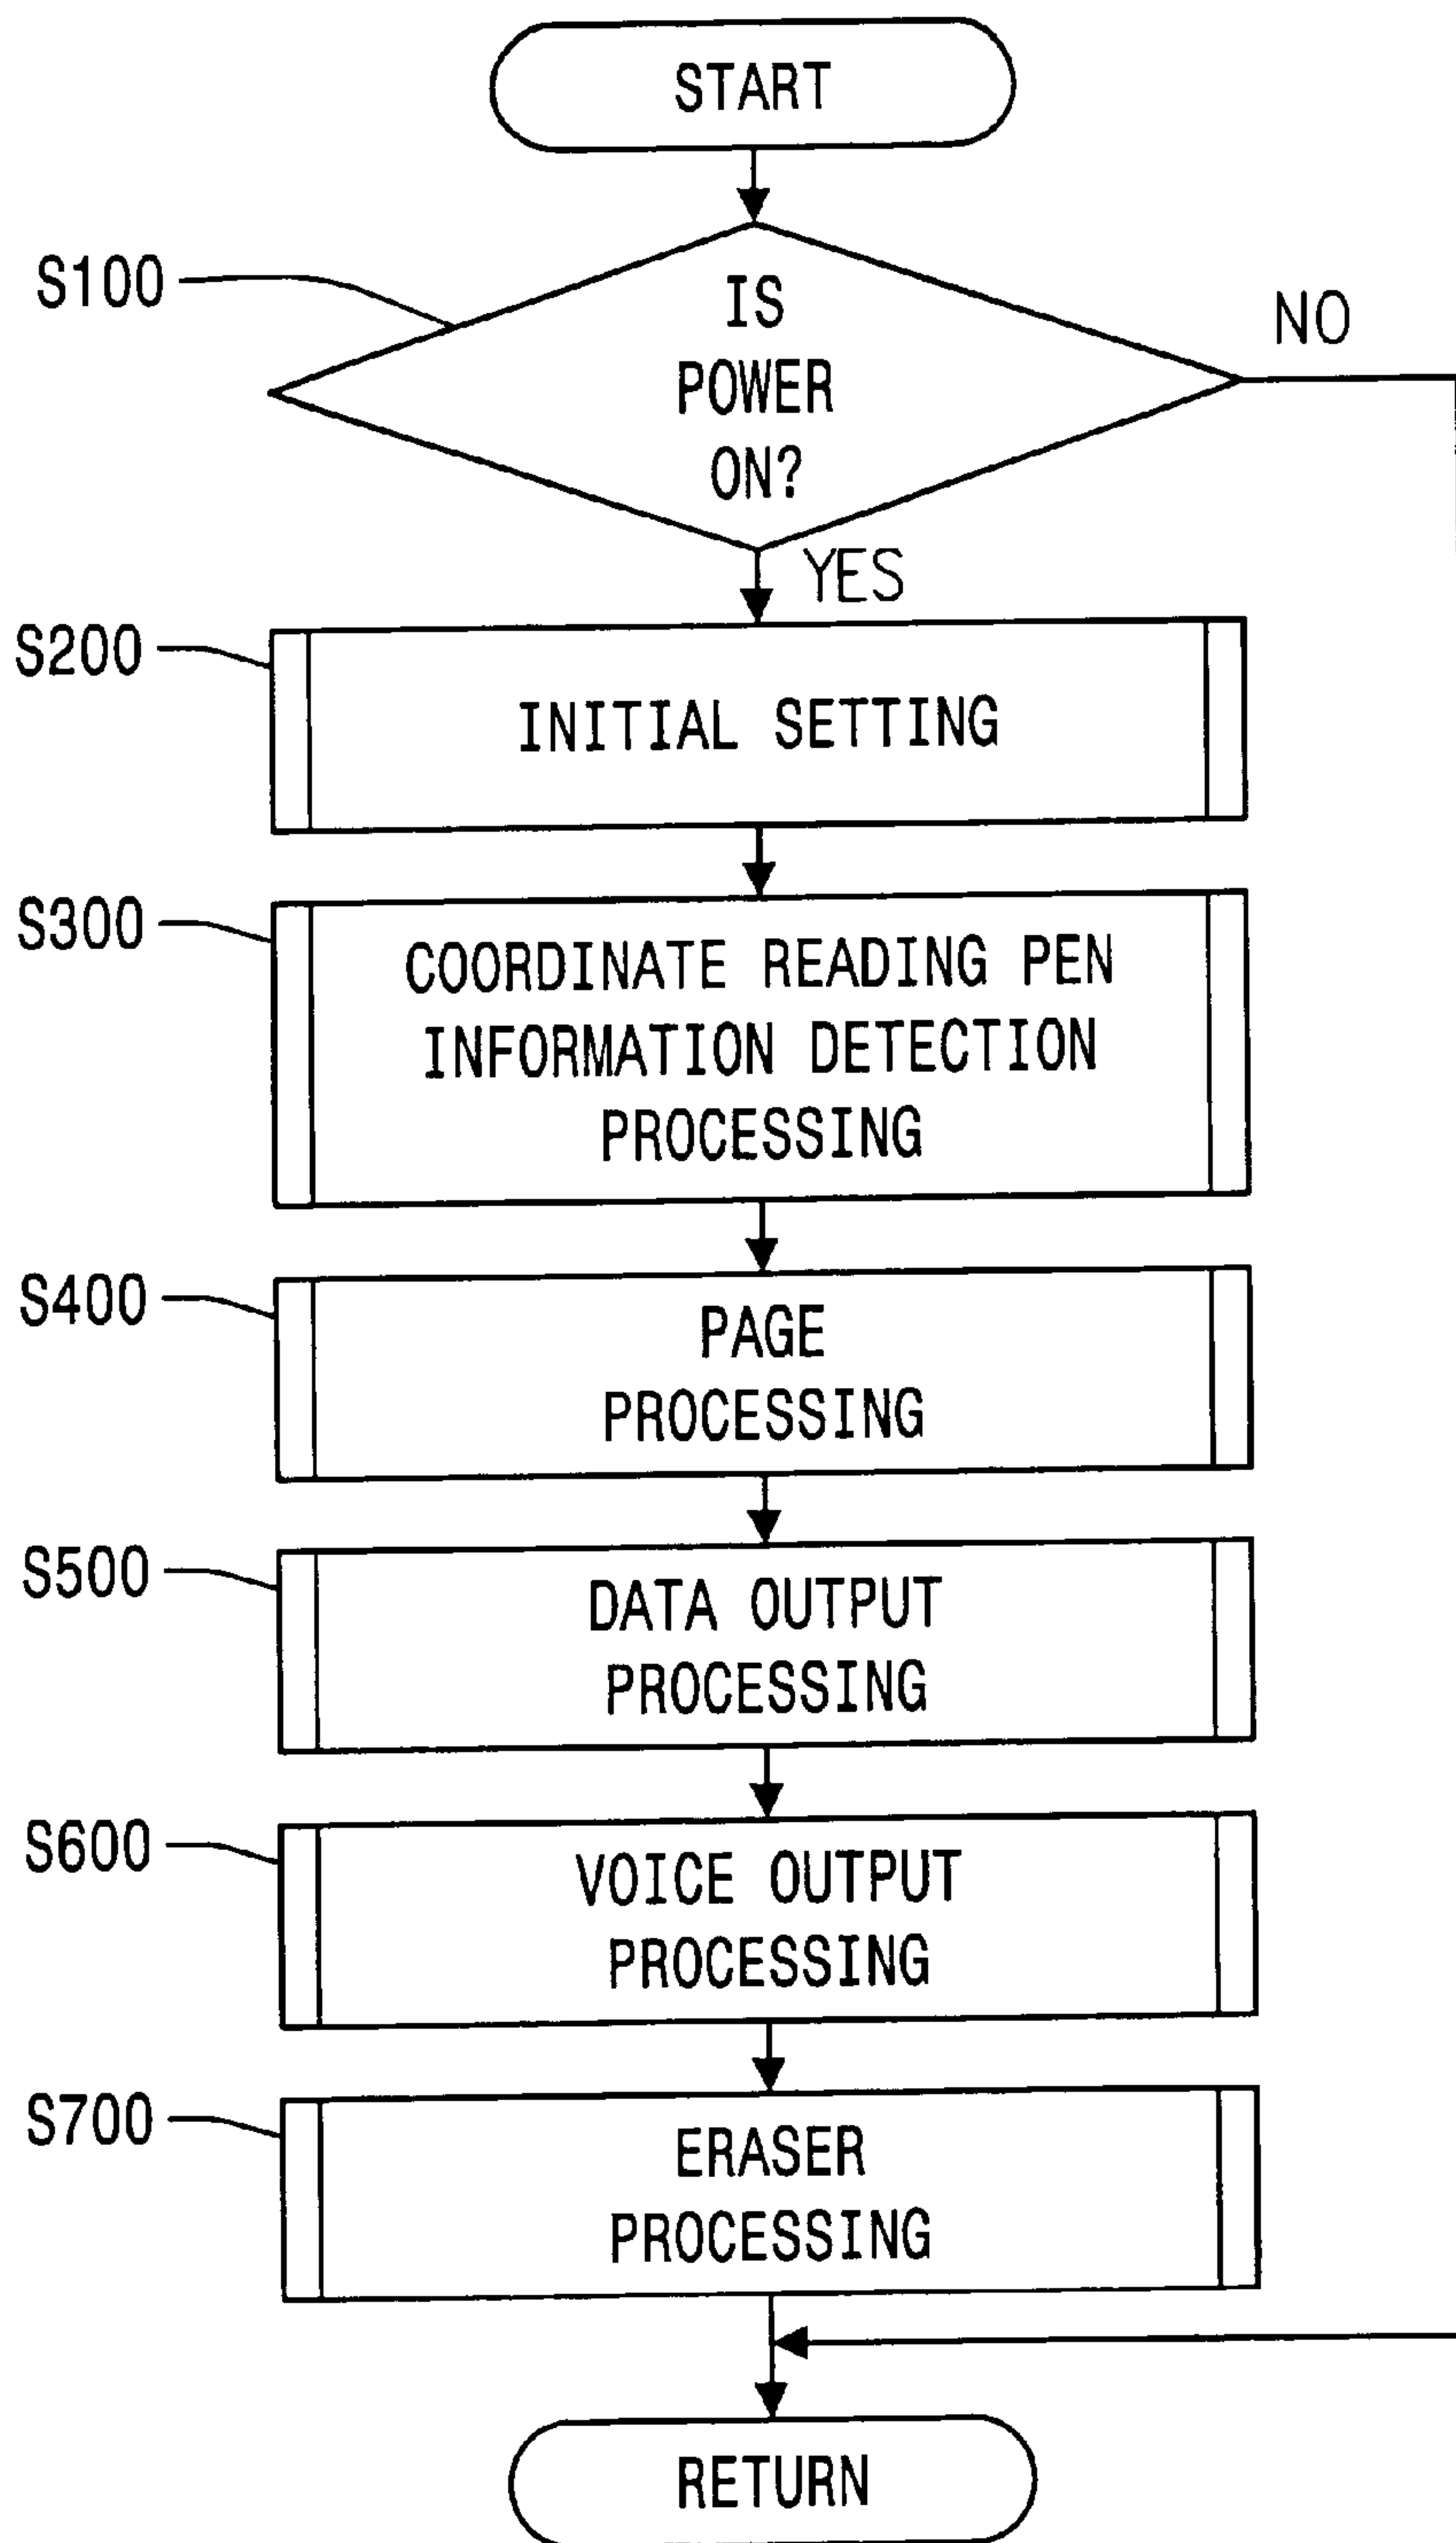 START
S100
IS
POWER
ON?
NO
YES
S200
INITIAL SETTING
S300
COORDINATE READING PEN
INFORMATION DETECTION
PROCESSING
S400
PAGE
PROCESSING
S500
DATA OUTPUT
PROCESSING
S600
VOICE OUTPUT
PROCESSING
S700
ERASER
PROCESSING
RETURN